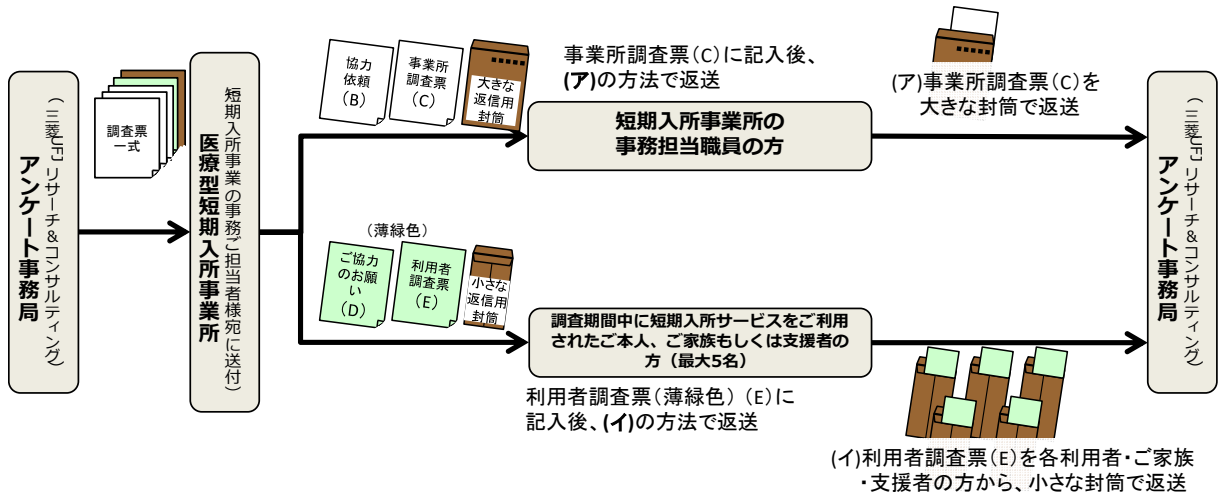 アンケート事務局
(三菱UFJリサーチ&コンサルティング)
調査票
一式
医療型短期入所事業所
(短期入所事業の事務ご担当者様宛に送付)
協力
依頼
(B)
事業所
調査票
(C)
大きな
返信用
封筒
事業所調査票(C)に記入後、
(ア)の方法で返送
短期入所事業所の
事務担当職員の方
(ア)事業所調査票(C)を
大きな封筒で返送
(薄緑色)
ご協力
のお願
い
(D)
利用者
調査票
(E)
小さな
返信用
封筒
調査期間中に短期入所サービスをご利用
されたご本人、ご家族もしくは支援者の
方(最大5名)
利用者調査票(薄緑色) (E)に
記入後、(イ)の方法で返送
(イ)利用者調査票(E)を各利用者・ご家族
・支援者の方から、小さな封筒で返送
アンケート事務局
(三菱UFJリサーチ&コンサルティング)